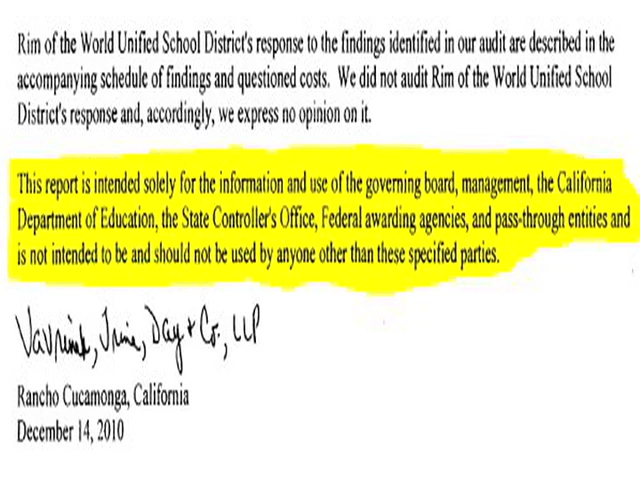 Rim of the World Unified School District's response to the findings identified in our audit are described in the
accompanying schedule of findings and questioned costs. We did not audit Rim of the World Unified School
District's response and, accordingly, we express no opinion on it.
This report is intended solely for the information and use of the governing board, management, the California
Department of Education, the State Controller's Office, Federal awarding agencies, and pass-through entities and
is not intended to be and should not be used by anyone other than these specified parties.
Vavrinek, Trine, Day + Co., LLP
Rancho Cucamonga, California
December 14, 2010